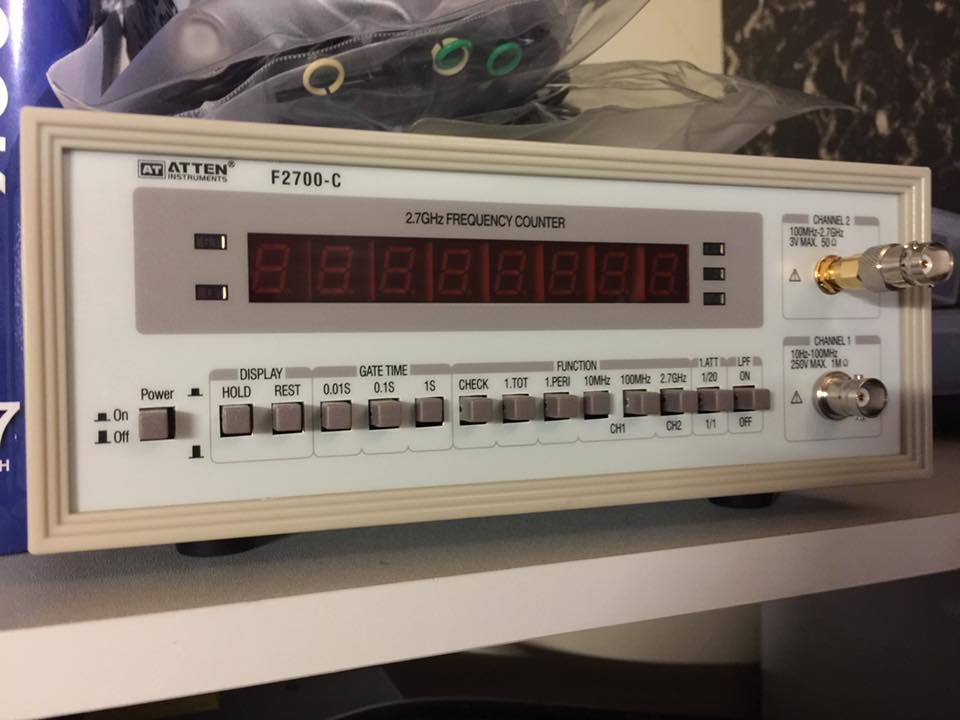 AT ATTEN®
INSTRUMENTS
F2700-C
2.7GHz FREQUENCY COUNTER
CHANNEL 2
100MHz-2.7GHz
3V MAX. 50Ω
CHANNEL 1
10Hz-100MHz
250V MAX. 1MΩ
Power
On
Off
DISPLAY
HOLD REST
GATE TIME
0.01S 0.1S 1S
FUNCTION
CHECK 1.TOT 1.PERI 10MHz 100MHz 2.7GHz
CH1 CH2
1.ATT
1/20
1/1
LPF
ON
OFF
7
H